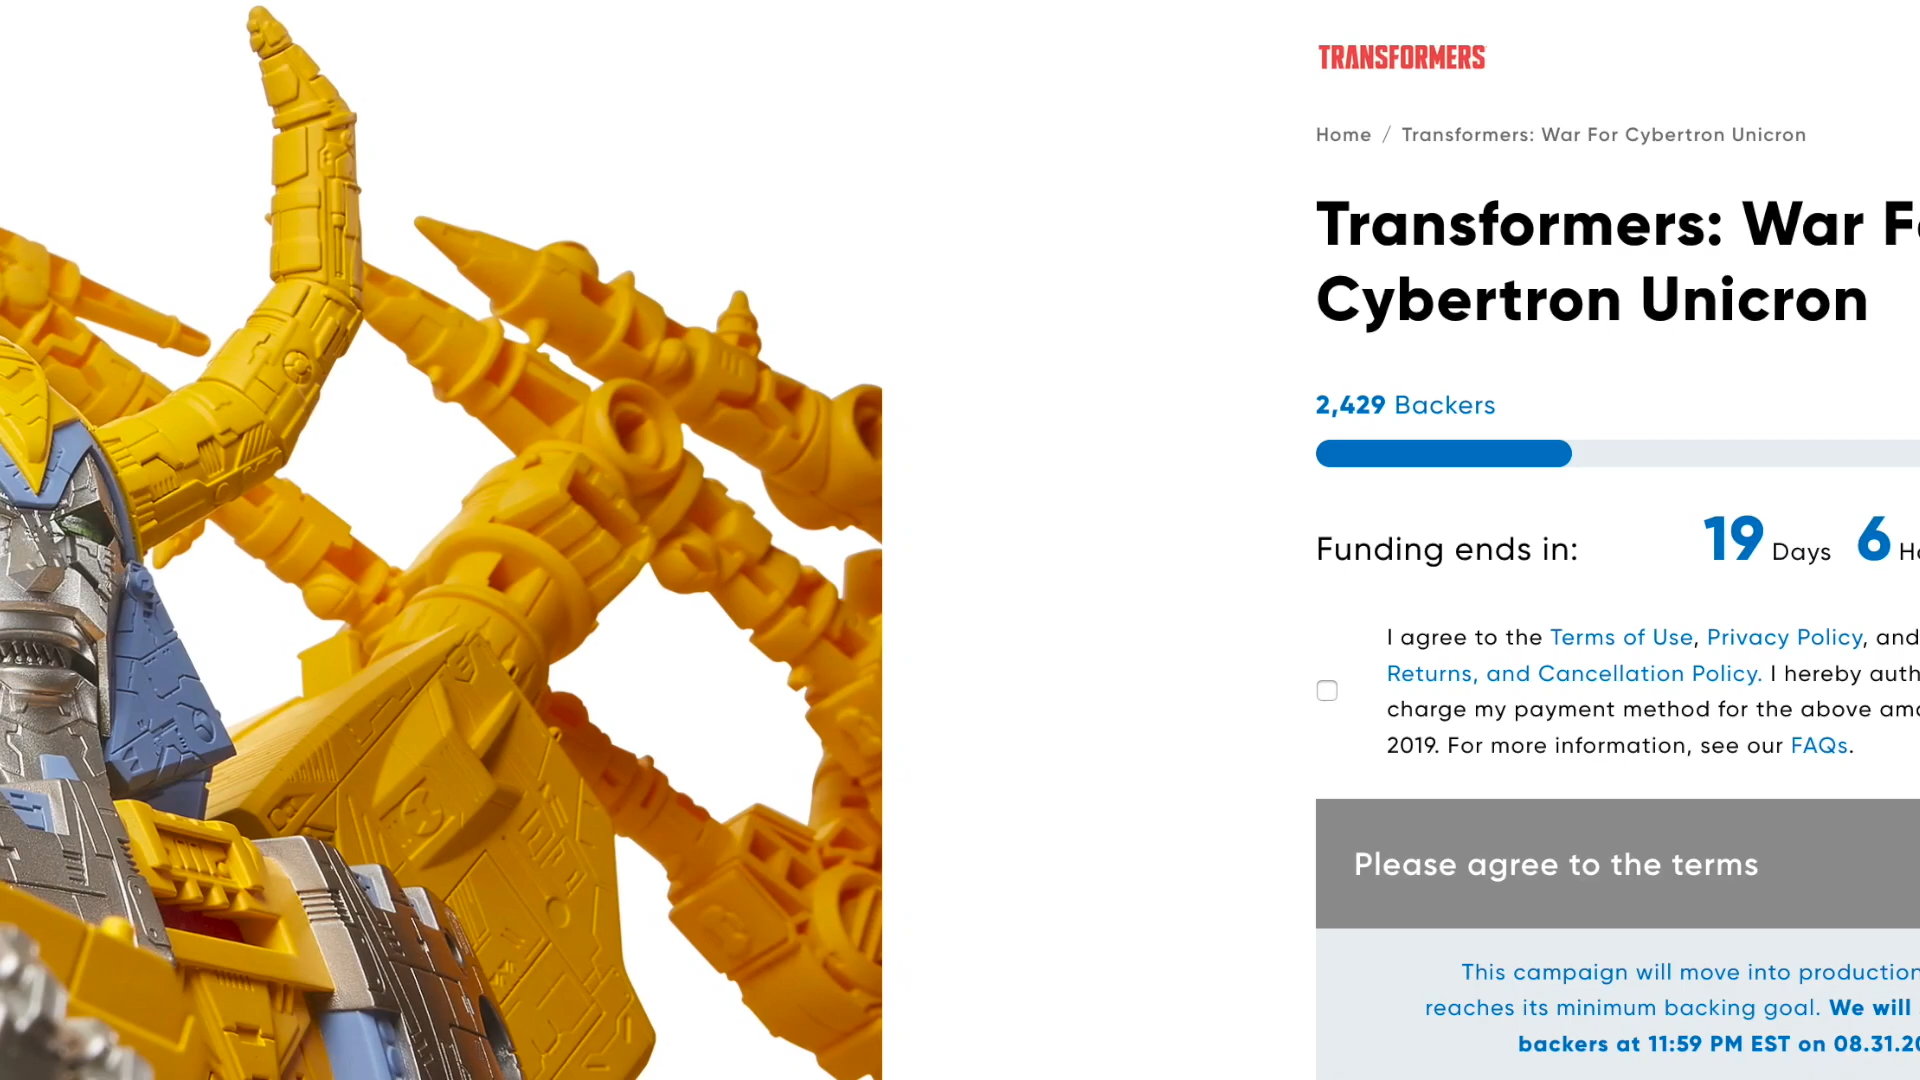 TRANSFORMERS
Home / Transformers: War For Cybertron Unicron
Transformers: War
Cybertron Unicron
2,429 Backers
Funding ends in: 19 Days 6
I agree to the Terms of Use, Privacy Policy, and
Returns, and Cancellation Policy. I hereby
charge my payment method for the above
2019. For more information, see our FAQs.
Please agree to the terms
This campaign will move into production
reaches its minimum backing goal. We will
backers at 11:59 PM EST on 08.31.